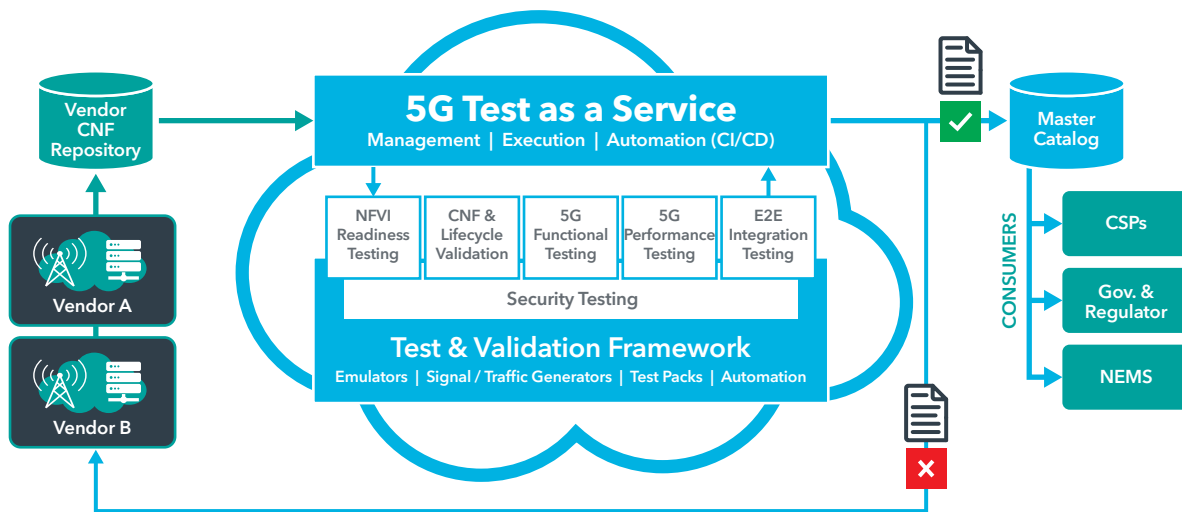 Vendor
CNF
Repository
Vendor A
Vendor B
5G Test as a Service
Management | Execution | Automation (CI/CD)
NFVI
Readiness
Testing
CNF &
Lifecycle
Validation
5G
Functional
Testing
5G
Performance
Testing
E2E
Integration
Testing
Security Testing
Test & Validation Framework
Emulators | Signal / Traffic Generators | Test Packs | Automation
Master
Catalog
CONSUMERS
CSPs
Gov. &
Regulator
NEMS